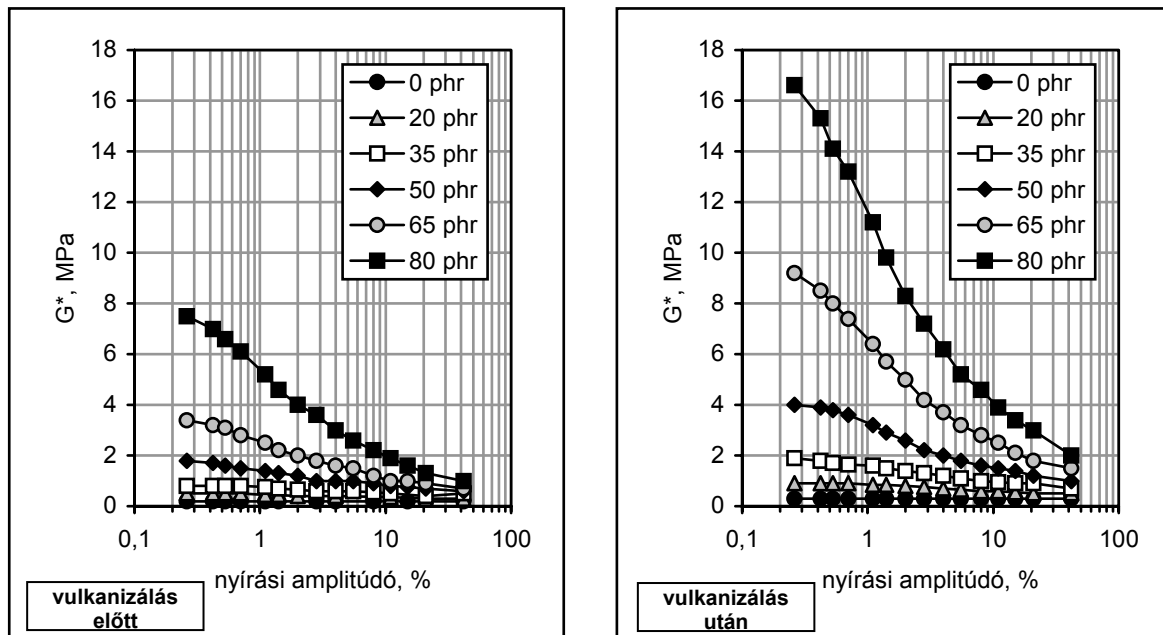 18
16
14
12
10
8
6
4
2
0
G*, MPa
0 phr
20 phr
35 phr
50 phr
65 phr
80 phr
0,1
1
10
100
nyírási amplitúdó, %
vulkanizálás
előtt
18
16
14
12
10
8
6
4
2
0
G*, MPa
0 phr
20 phr
35 phr
50 phr
65 phr
80 phr
0,1
1
10
100
nyírási amplitúdó, %
vulkanizálás
után